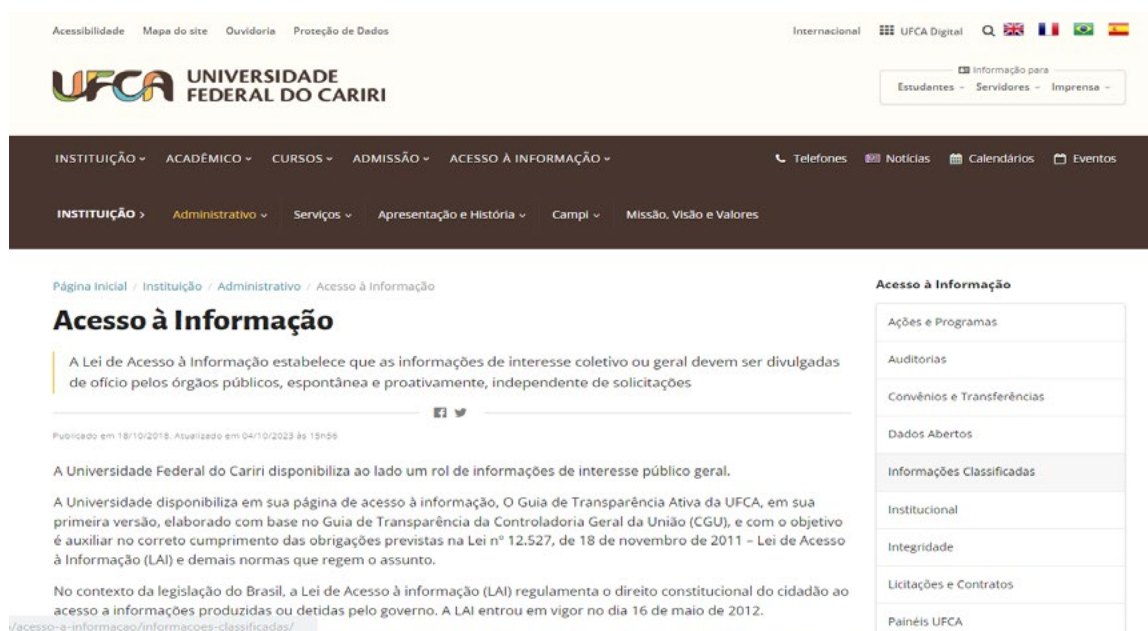 Acessibilidade Mapa do site Ouvidoria Proteção de Dados
Internacional UFCA Digital
UFCA UNIVERSIDADE
FEDERAL DO CARIRI
Informação para
Estudantes Servidores Imprensa
INSTITUIÇÃO ACADÊMICO CURSOS ADMISSÃO ACESSO À INFORMAÇÃO
Telefones Notícias Calendários Eventos
INSTITUIÇÃO > Administrativo Serviços Apresentação e História Campi Missão, Visão e Valores
Página Inicial / Instituição / Administrativo / Acesso à Informação
Acesso à Informação
A Lei de Acesso à Informação estabelece que as informações de interesse coletivo ou geral devem ser divulgadas
de ofício pelos órgãos públicos, espontânea e proativamente, independente de solicitações
Publicado em 18/10/2018. Atualizado em 04/10/2023 às 15h56
A Universidade Federal do Cariri disponibiliza ao lado um rol de informações de interesse público geral.
A Universidade disponibiliza em sua página de acesso à informação, O Guia de Transparência Ativa da UFCA, em sua
primeira versão, elaborado com base no Guia de Transparência da Controladoria Geral da União (CGU), e com o objetivo
é auxiliar no correto cumprimento das obrigações previstas na Lei nº 12.527, de 18 de novembro de 2011 – Lei de Acesso
à Informação (LAI) e demais normas que regem o assunto.
No contexto da legislação do Brasil, a Lei de Acesso à informação (LAI) regulamenta o direito constitucional do cidadão ao
acesso a informações produzidas ou detidas pelo governo. A LAI entrou em vigor no dia 16 de maio de 2012.
/acesso-a-informacao/informacoes-classificadas/
Acesso à Informação
Ações e Programas
Auditorias
Convênios e Transferências
Dados Abertos
Informações Classificadas
Institucional
Integridade
Licitações e Contratos
Painéis UFCA